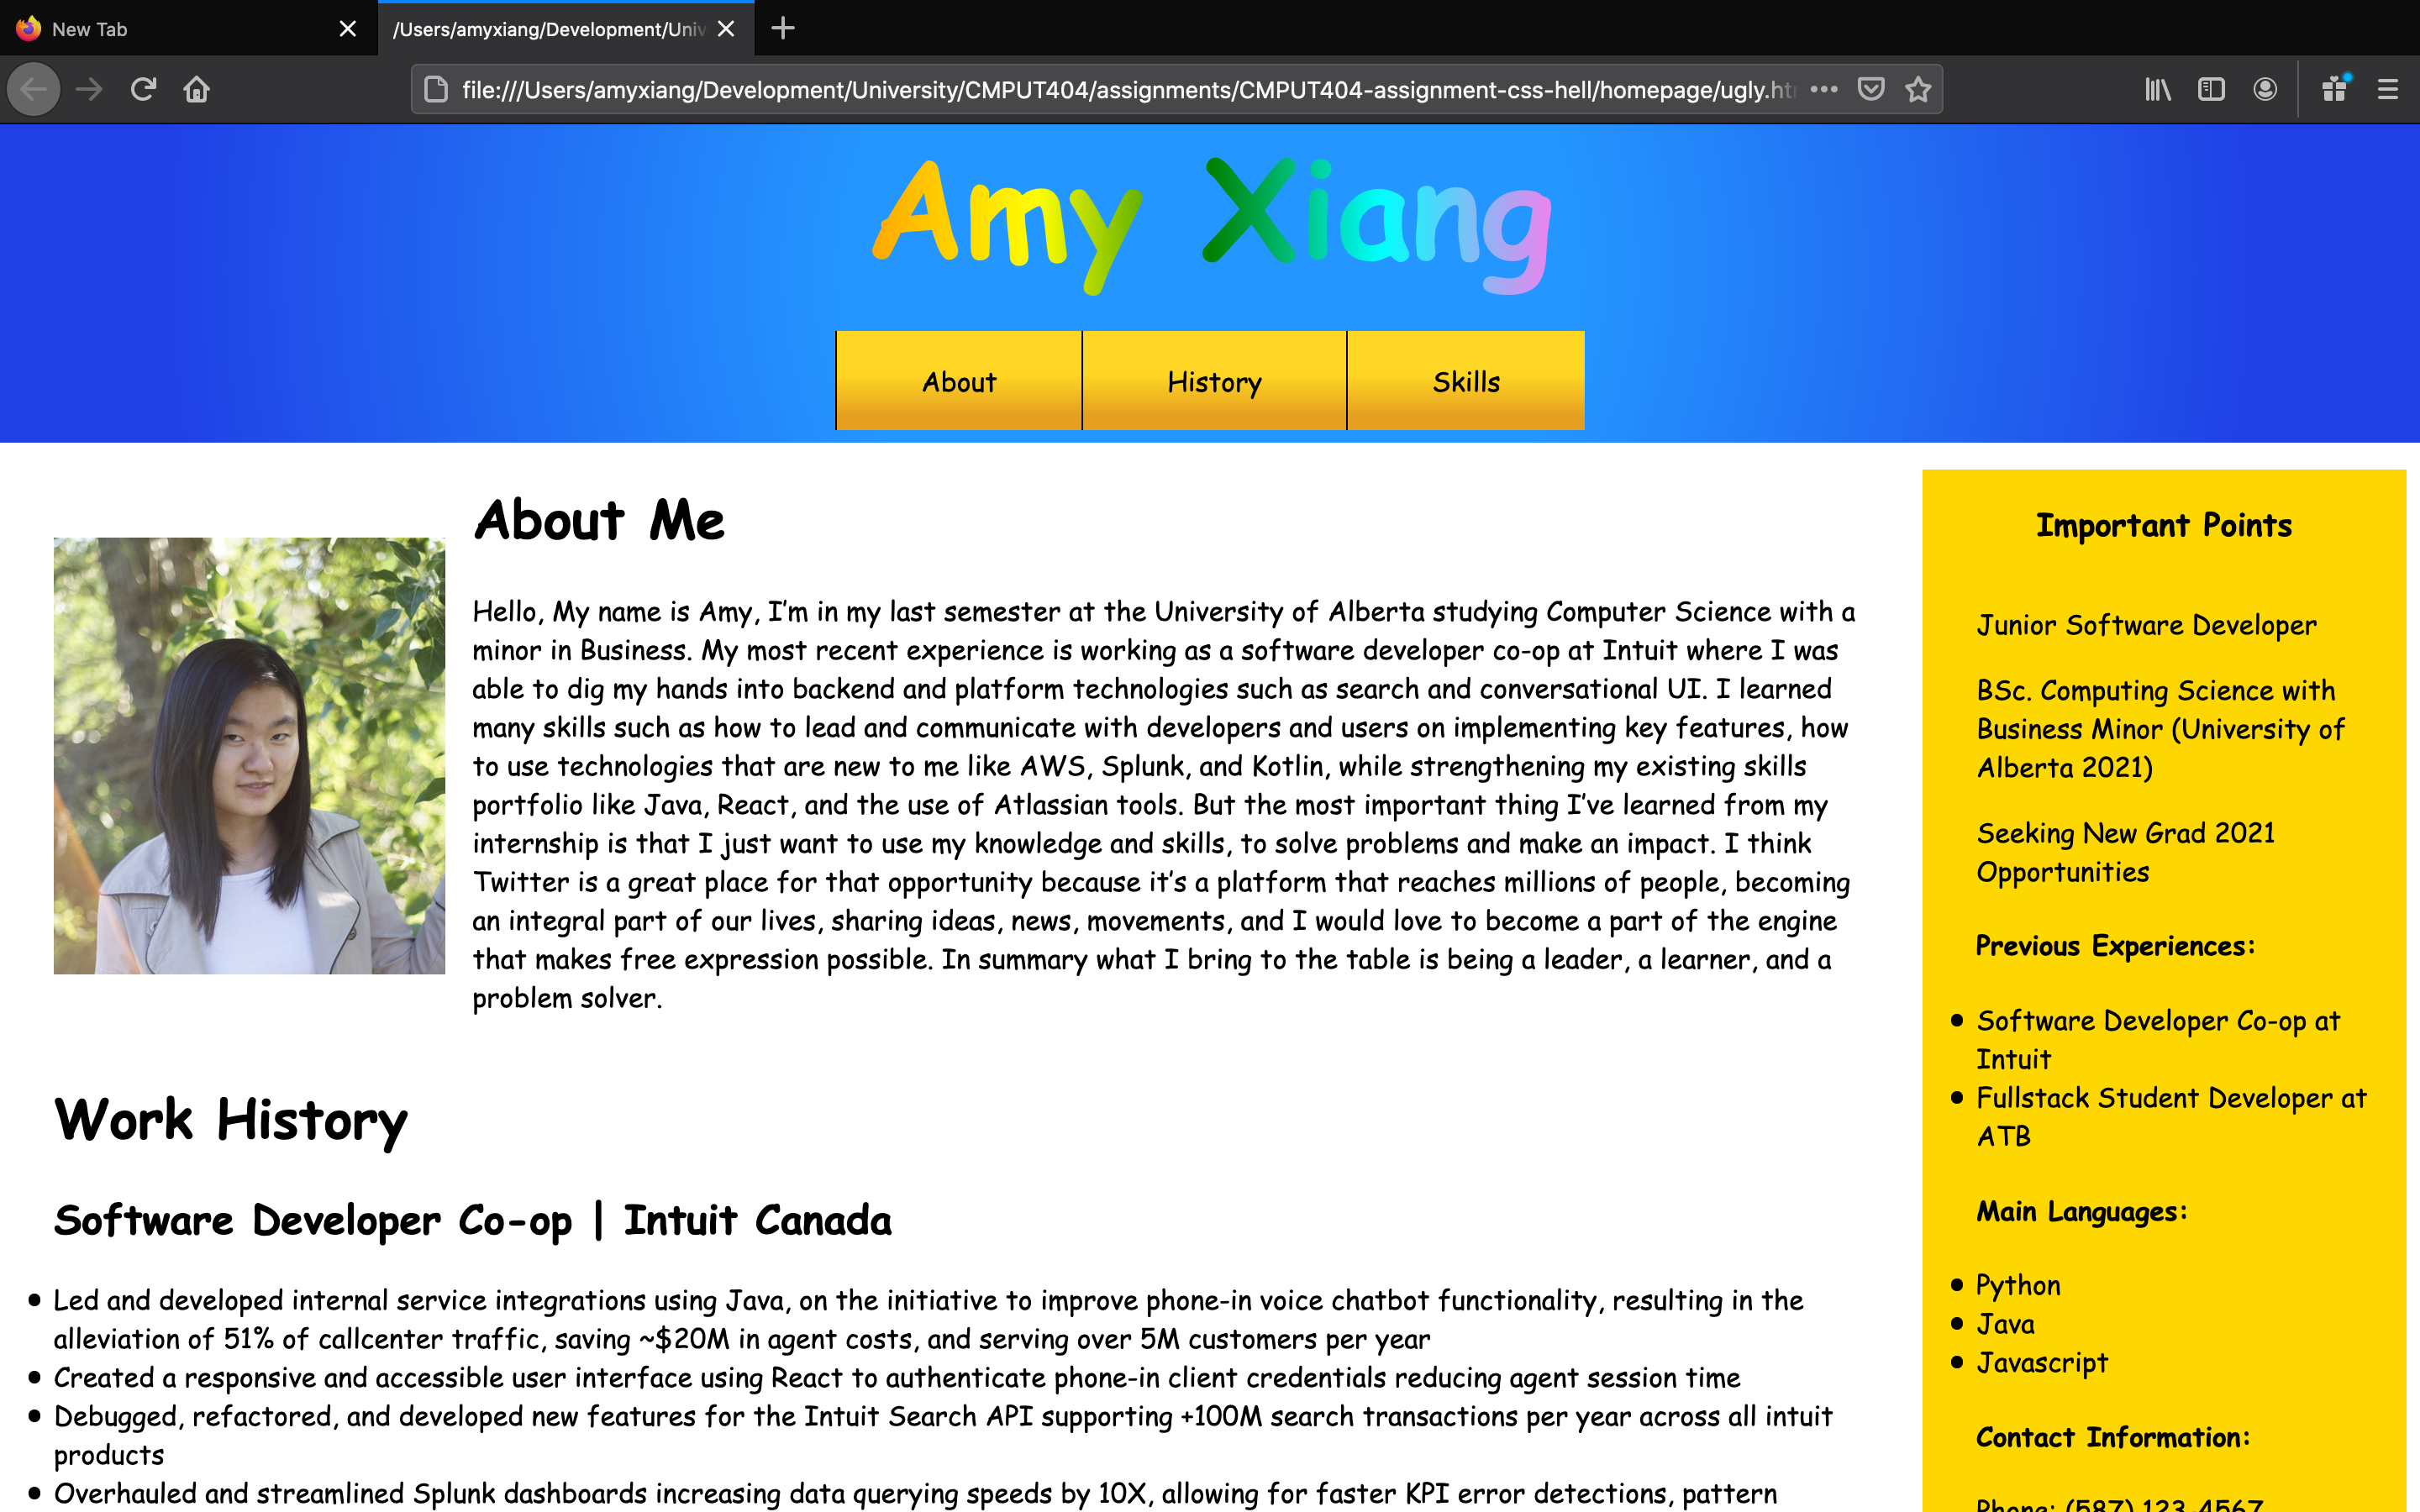 New Tab
/Users/amyxiang/Development/Univ
file:///Users/amyxiang/Development/University/CMPUT404/assignments/CMPUT404-assignment-css-hell/homepage/ugly.htm
Amy Xiang
About
History
Skills
About Me
Hello, My name is Amy, I'm in my last semester at the University of Alberta studying Computer Science with a
minor in Business. My most recent experience is working as a software developer co-op at Intuit where I was
able to dig my hands into backend and platform technologies such as search and conversational UI. I learned
many skills such as how to lead and communicate with developers and users on implementing key features, how
to use technologies that are new to me like AWS, Splunk, and Kotlin, while strengthening my existing skills
portfolio like Java, React, and the use of Atlassian tools. But the most important thing I've learned from my
internship is that I just want to use my knowledge and skills, to solve problems and make an impact. I think
Twitter is a great place for that opportunity because it's a platform that reaches millions of people, becoming
an integral part of our lives, sharing ideas, news, movements, and I would love to become a part of the engine
that makes free expression possible. In summary what I bring to the table is being a leader, a learner, and a
problem solver.
Work History
Software Developer Co-op | Intuit Canada
• Led and developed internal service integrations using Java, on the initiative to improve phone-in voice chatbot functionality, resulting in the
alleviation of 51% of callcenter traffic, saving ~$20M in agent costs, and serving over 5M customers per year
• Created a responsive and accessible user interface using React to authenticate phone-in client credentials reducing agent session time
• Debugged, refactored, and developed new features for the Intuit Search API supporting +100M search transactions per year across all intuit
products
• Overhauled and streamlined Splunk dashboards increasing data querying speeds by 10X, allowing for faster KPI error detections, pattern
Important Points
Junior Software Developer
BSc. Computing Science with
Business Minor (University of
Alberta 2021)
Seeking New Grad 2021
Opportunities
Previous Experiences:
• Software Developer Co-op at
Intuit
• Fullstack Student Developer at
ATB
Main Languages:
• Python
• Java
• Javascript
Contact Information:
Phone: (587) 123-4567